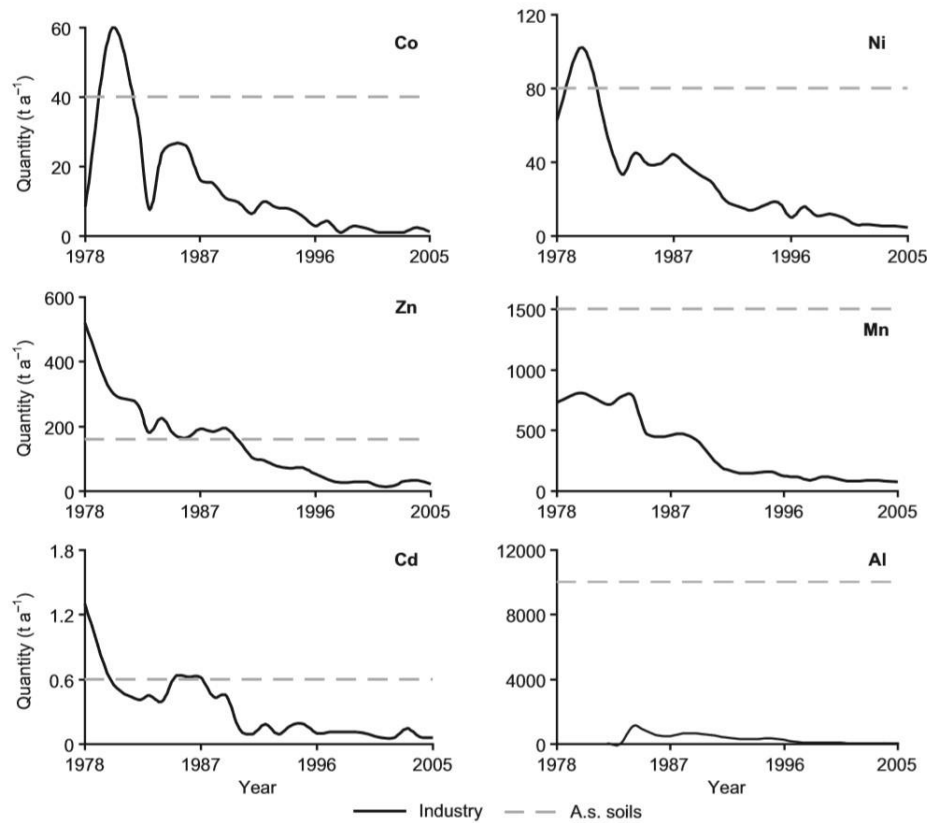 60
40
20
0
Quantity (t a⁻¹)
Co
1978 1987 1996 2005
120
80
40
0
Ni
1978 1987 1996 2005
600
400
200
0
Quantity (t a⁻¹)
Zn
1978 1987 1996 2005
1500
1000
500
0
Mn
1978 1987 1996 2005
1.8
1.2
0.6
0
Quantity (t a⁻¹)
Cd
1978 1987 1996 2005
Year
12000
8000
4000
0
Al
1978 1987 1996 2005
Year
Industry A.s. soils